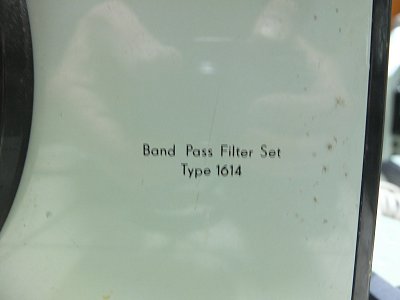 Band Pass Filter Set
Type 1614